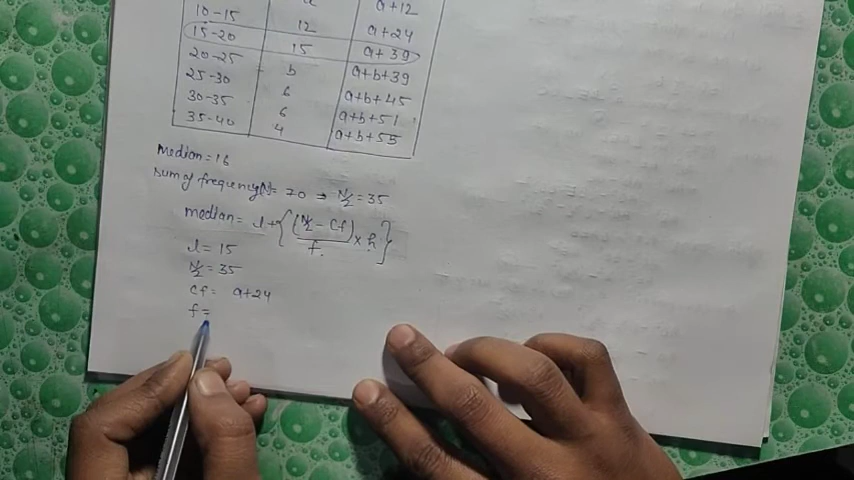 a a+12
10-15 12 a+24
15-20 15 a+39
20-25 b a+b+39
25-30 6 a+b+45
30-35 6 a+b+51
35-40 4 a+b+55
Median = 16
Sum of frequency(N) = 70 ⇒ N/2 = 35
median = l + { (N/2 - Cf)/f × h }
l = 15
N/2 = 35
Cf = a+24
f =